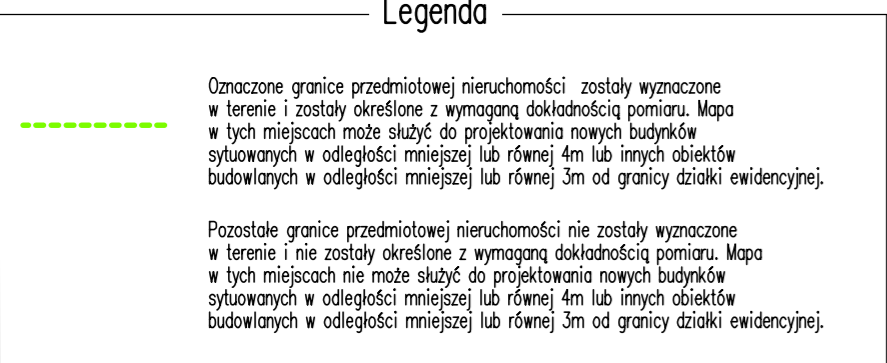 Legenda
Oznaczone granice przedmiotowej nieruchomości zostały wyznaczone
w terenie i zostały określone z wymaganą dokładnością pomiaru. Mapa
w tych miejscach może służyć do projektowania nowych budynków
sytuowanych w odległości mniejszej lub równej 4m lub innych obiektów
budowlanych w odległości mniejszej lub równej 3m od granicy działki ewidencyjnej.
Pozostałe granice przedmiotowej nieruchomości nie zostały wyznaczone
w terenie i nie zostały określone z wymaganą dokładnością pomiaru. Mapa
w tych miejscach nie może służyć do projektowania nowych budynków
sytuowanych w odległości mniejszej lub równej 4m lub innych obiektów
budowlanych w odległości mniejszej lub równej 3m od granicy działki ewidencyjnej.